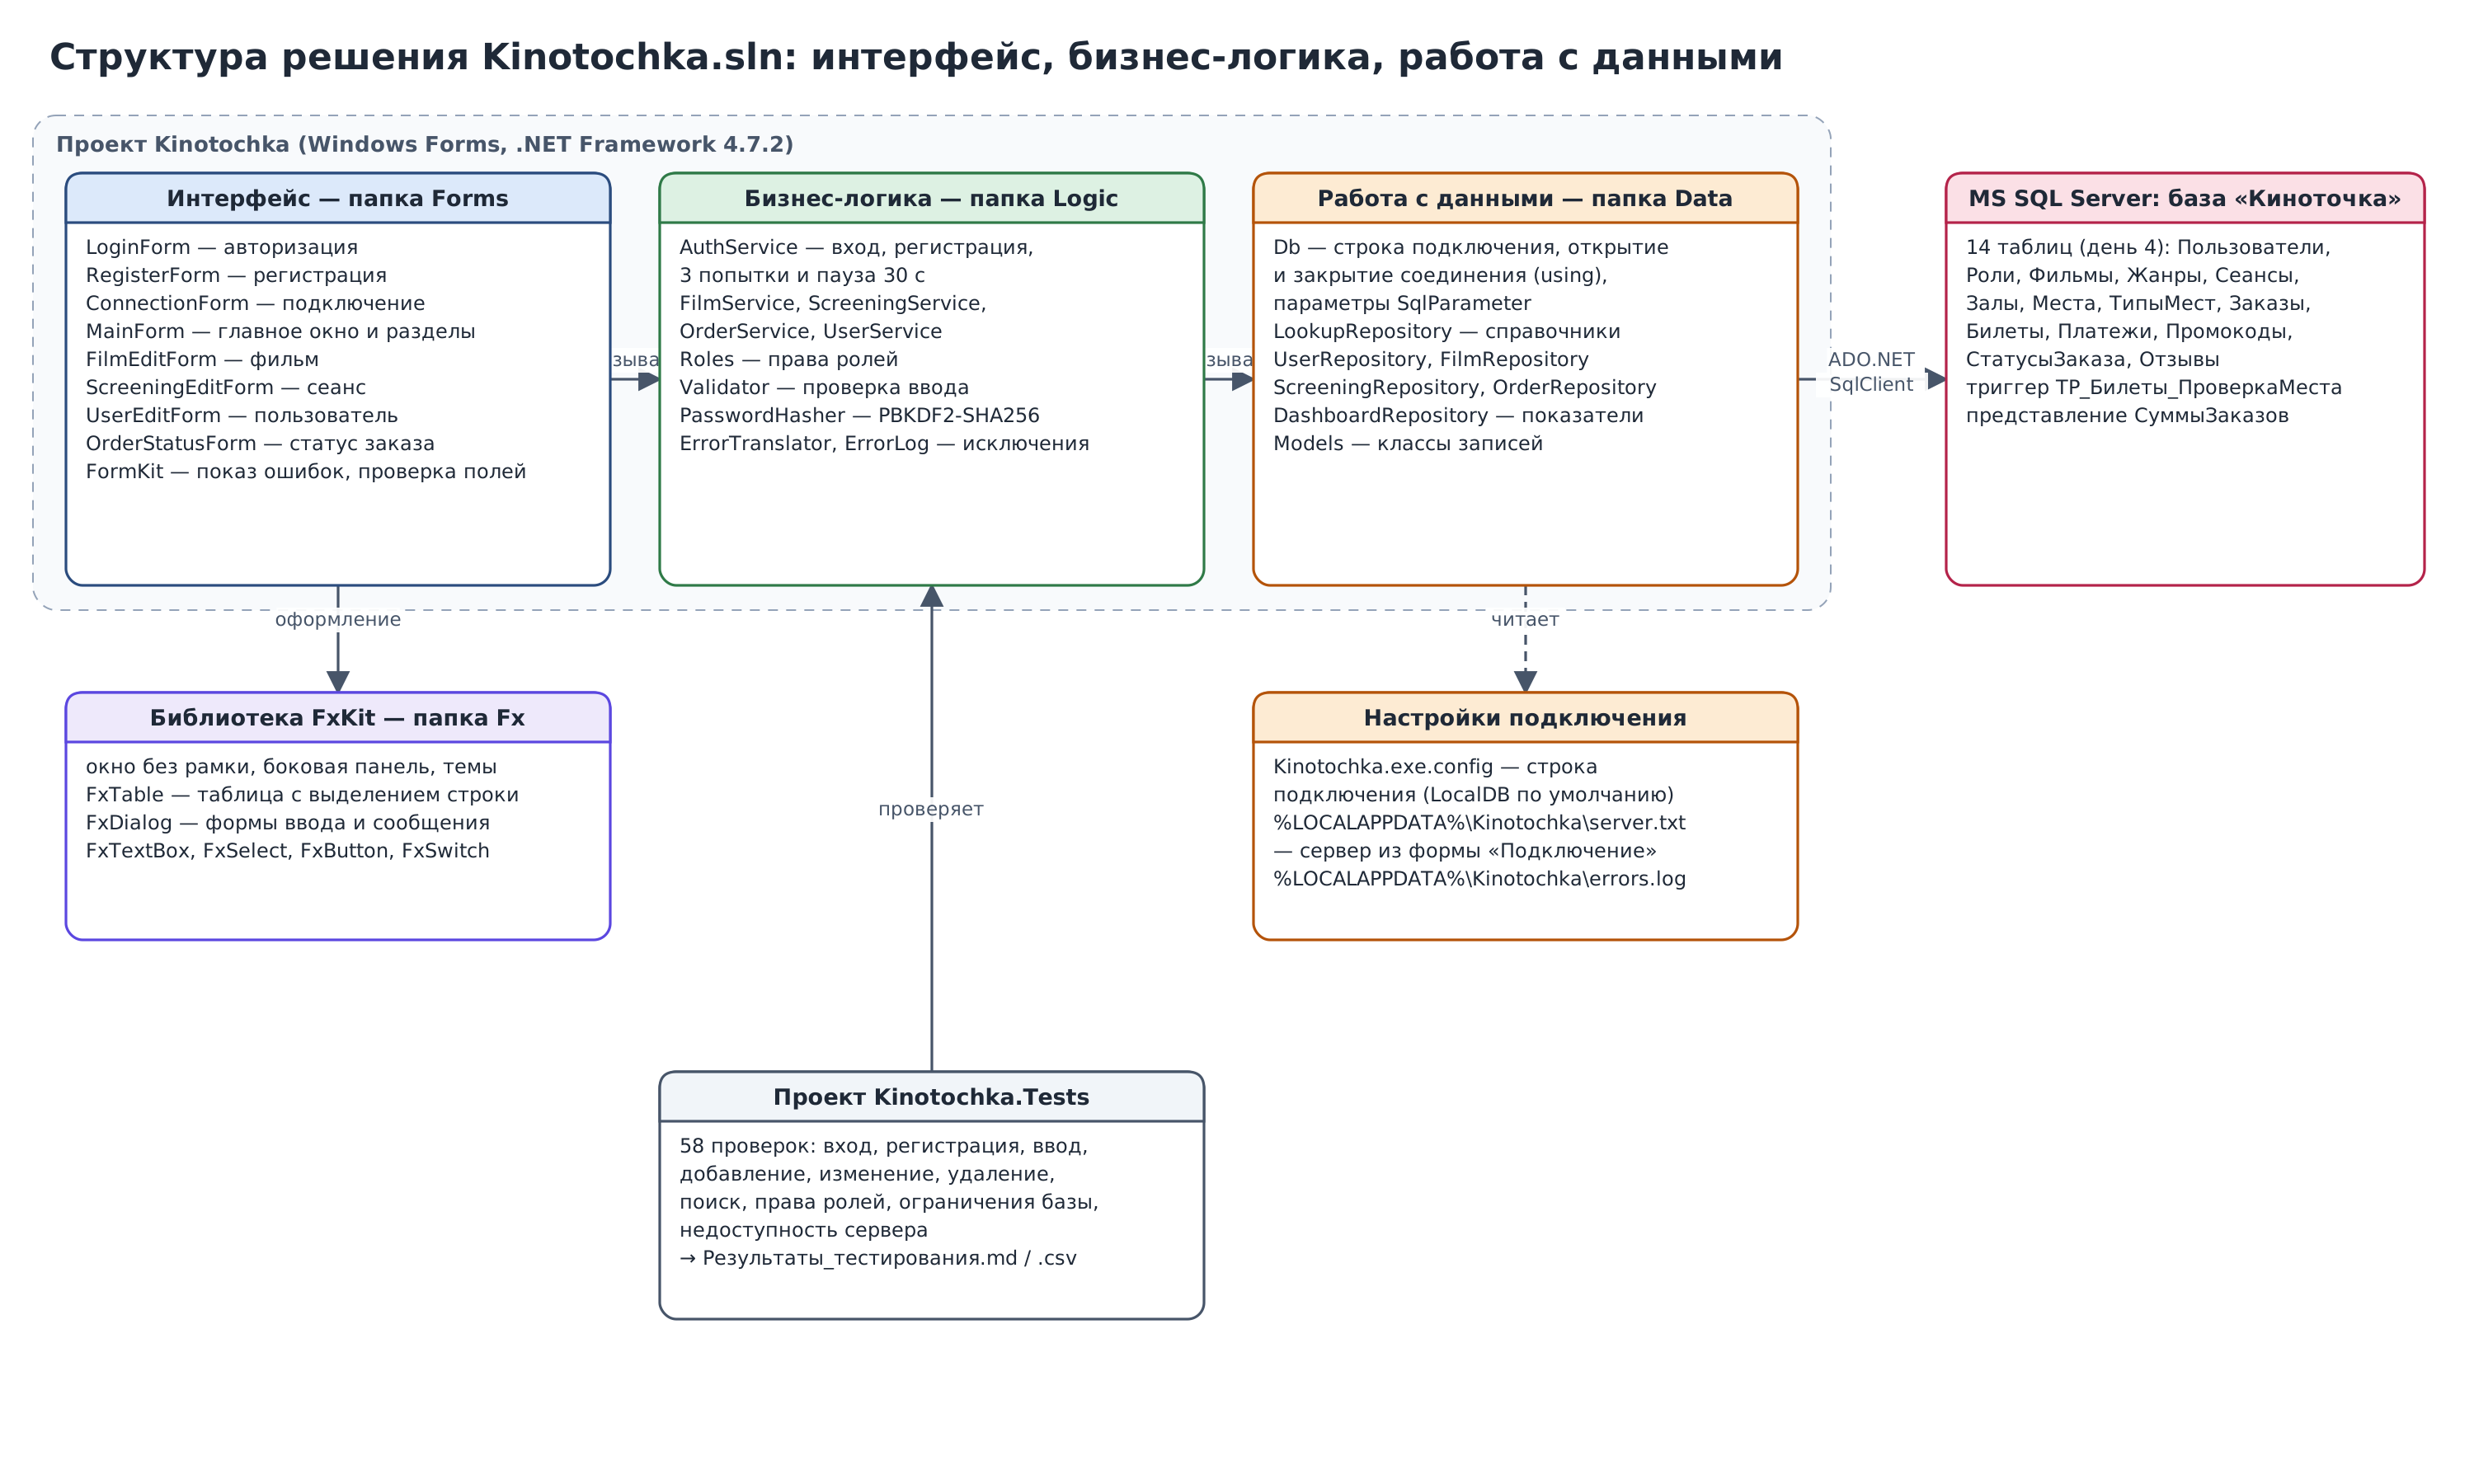 Структура решения Kinotochka.sln: интерфейс, бизнес-логика, работа с данными
Проект Kinotochka (Windows Forms, .NET Framework 4.7.2)
Интерфейс — папка Forms
LoginForm — авторизация
RegisterForm — регистрация
ConnectionForm — подключение
MainForm — главное окно и разделы
FilmEditForm — фильм
ScreeningEditForm — сеанс
UserEditForm — пользователь
OrderStatusForm — статус заказа
FormKit — показ ошибок, проверка полей
зыва
Бизнес-логика — папка Logic
AuthService — вход, регистрация,
3 попытки и пауза 30 с
FilmService, ScreeningService,
OrderService, UserService
Roles — права ролей
Validator — проверка ввода
PasswordHasher — PBKDF2-SHA256
ErrorTranslator, ErrorLog — исключения
зыва
Работа с данными — папка Data
Db — строка подключения, открытие
и закрытие соединения (using),
параметры SqlParameter
LookupRepository — справочники
UserRepository, FilmRepository
ScreeningRepository, OrderRepository
DashboardRepository — показатели
Models — классы записей
ADO.NET
SqlClient
MS SQL Server: база «Киноточка»
14 таблиц (день 4): Пользователи,
Роли, Фильмы, Жанры, Сеансы,
Залы, Места, ТипыМест, Заказы,
Билеты, Платежи, Промокоды,
СтатусыЗаказа, Отзывы
триггер ТР_Билеты_ПроверкаМеста
представление СуммыЗаказов
оформление
читает
Библиотека FxKit — папка Fx
окно без рамки, боковая панель, темы
FxTable — таблица с выделением строки
FxDialog — формы ввода и сообщения
FxTextBox, FxSelect, FxButton, FxSwitch
проверяет
Настройки подключения
Kinotochka.exe.config — строка
подключения (LocalDB по умолчанию)
%LOCALAPPDATA%\Kinotochka\server.txt
— сервер из формы «Подключение»
%LOCALAPPDATA%\Kinotochka\errors.log
Проект Kinotochka.Tests
58 проверок: вход, регистрация, ввод,
добавление, изменение, удаление,
поиск, права ролей, ограничения базы,
недоступность сервера
→ Результаты_тестирования.md / .csv